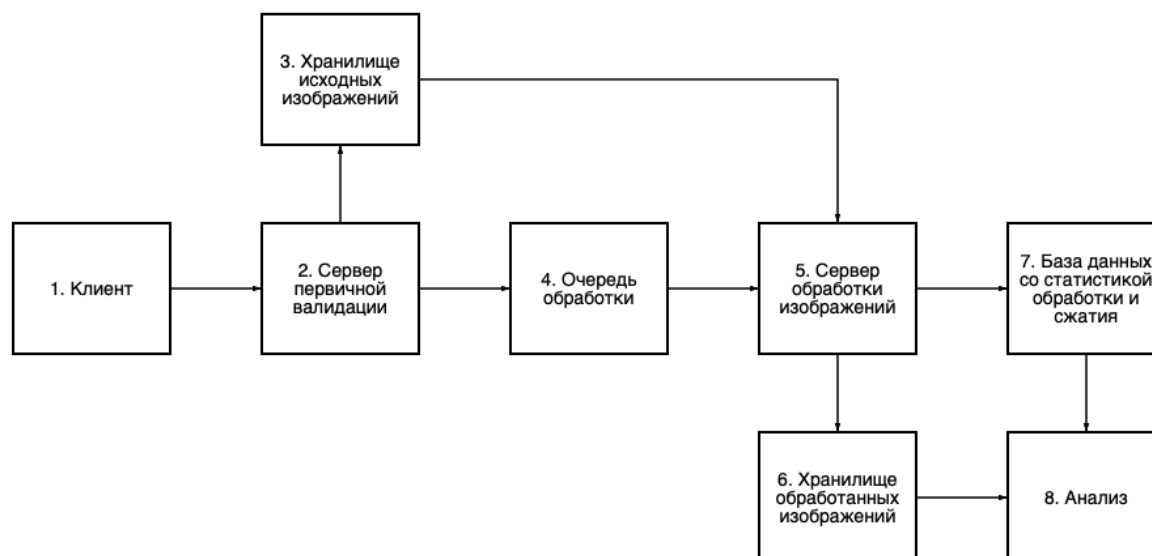 3. Хранилище
исходных
изображений
1. Клиент
2. Сервер
первичной
валидации
4. Очередь
обработки
5. Сервер
обработки
изображений
7. База данных
со статистикой
обработки и
сжатия
6. Хранилище
обработанных
изображений
8. Анализ